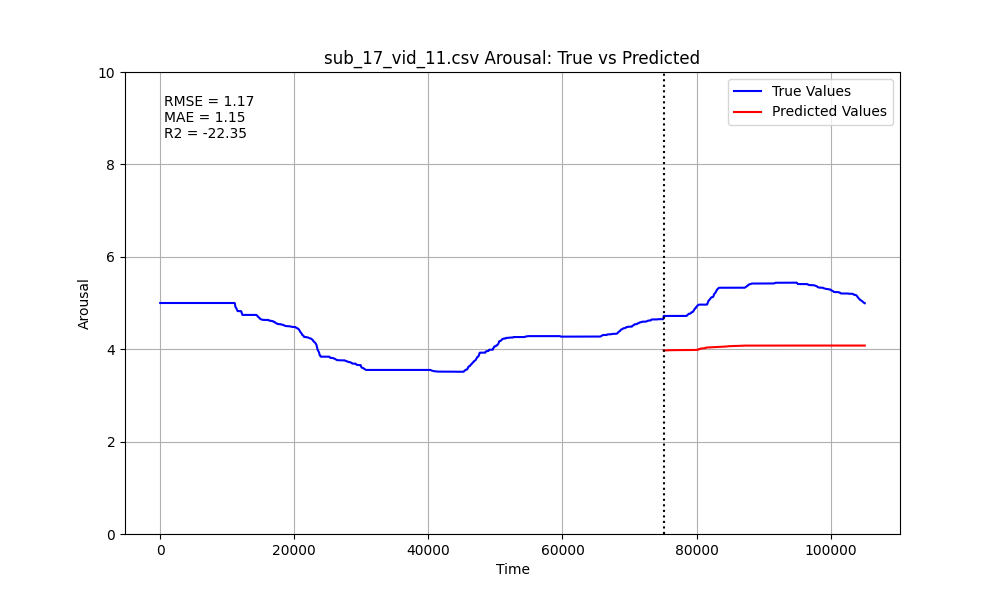 sub_17_vid_11.csv Arousal: True vs Predicted
RMSE = 1.17
MAE = 1.15
R2 = -22.35
True Values
Predicted Values
Arousal
10
8
6
4
2
0
0
20000
40000
60000
80000
100000
Time